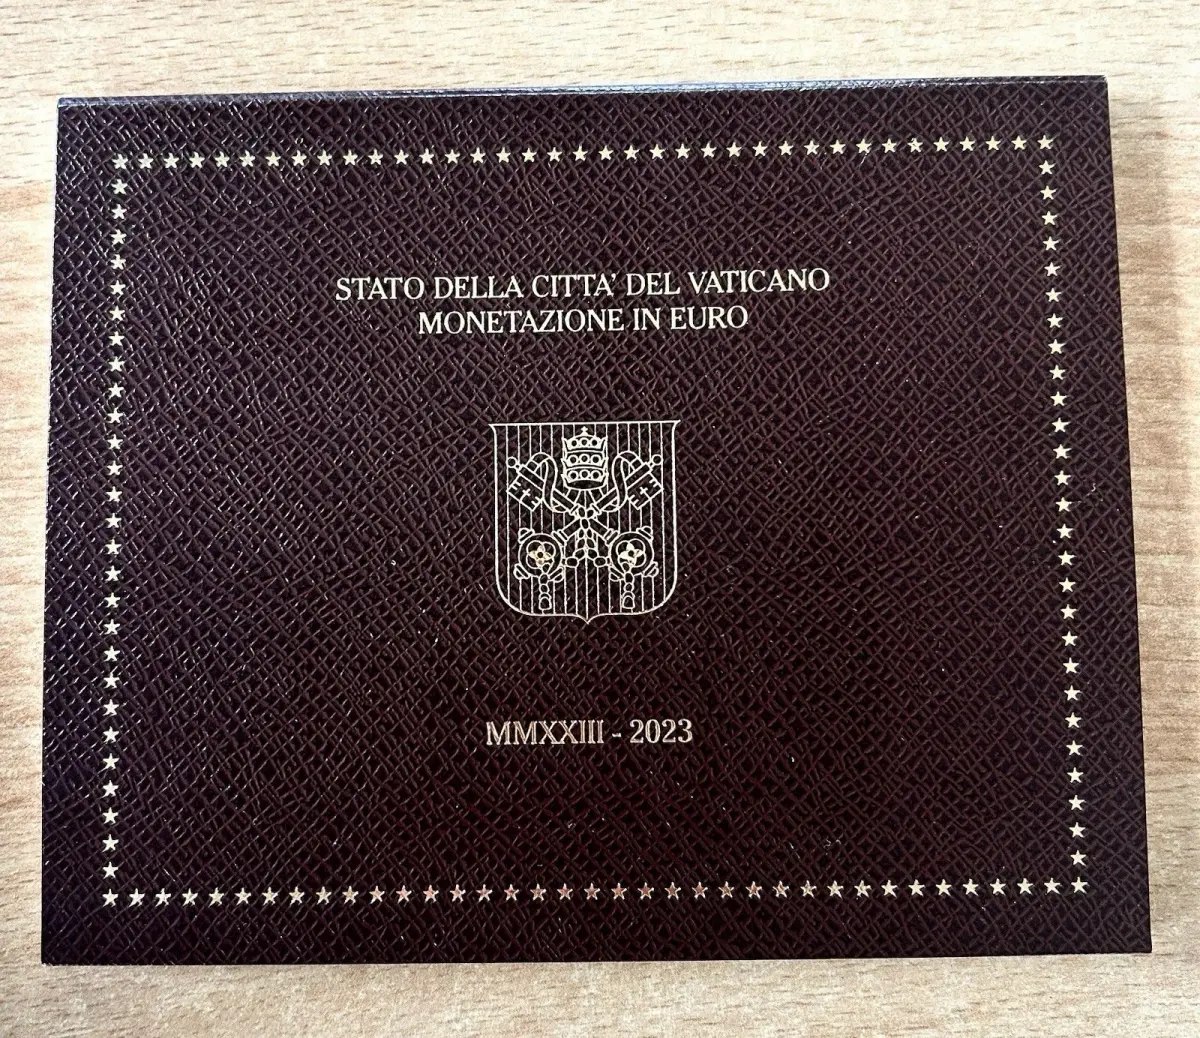 STATO DELLA CITTA' DEL VATICANO
MONETAZIONE IN EURO
MMXXIII - 2023